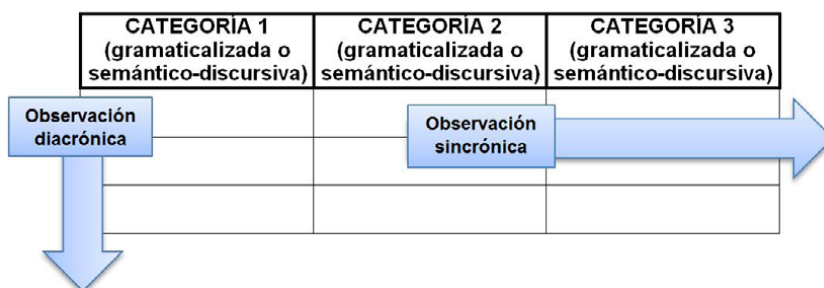 CATEGORÍA 1
(gramaticalizada o
semántico-discursiva)
CATEGORÍA 2
(gramaticalizada o
semántico-discursiva)
CATEGORÍA 3
(gramaticalizada o
semántico-discursiva)
Observación
diacrónica
Observación
sincrónica